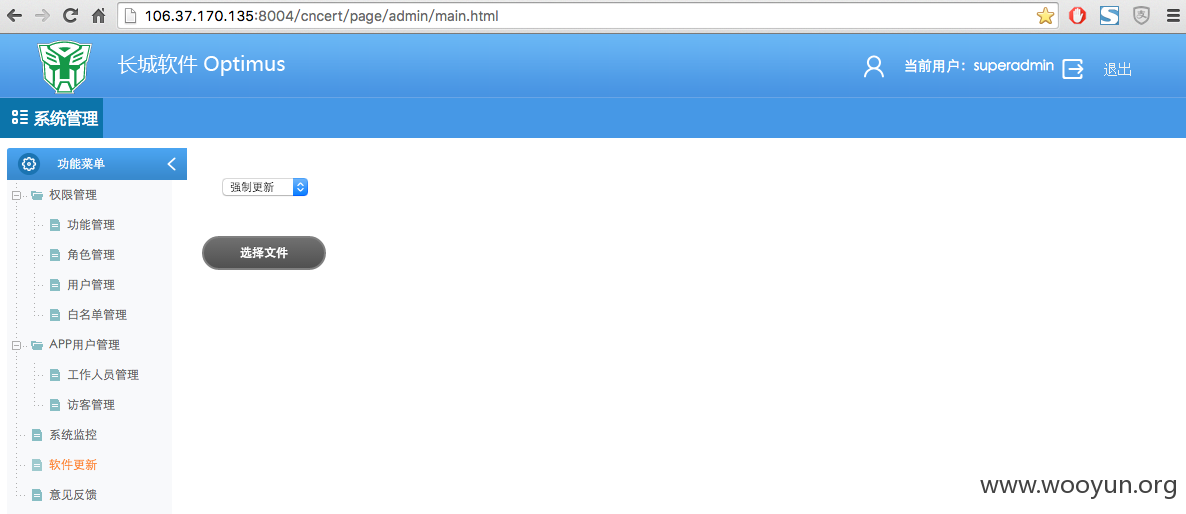 106.37.170.135:8004/cncert/page/admin/main.html
长城软件 Optimus
当前用户：superadmin 退出
系统管理
功能菜单
强制更新
选择文件
权限管理
功能管理
角色管理
用户管理
白名单管理
APP用户管理
工作人员管理
访客管理
系统监控
软件更新
意见反馈
www.wooyun.org